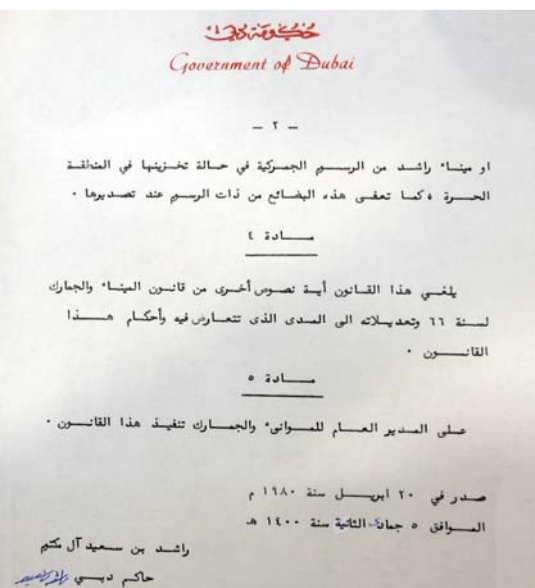 حكومة دبي
Government of Dubai
- ٢ -
او ميناء راشد من الرسم الجمركية في حالة تخزينها في المنطقة
الحرة ، كما تعفى هذه البضائع من ذات الرسم عند تصديرها .
مادة ٤
يلغي هذا القانون أية نصوص أخرى من قانون الميناء والجمارك
لسنة ٦٦ وتعديلاته الى المدى الذى تتعارض فيه وأحكام هذا
القانون .
مادة ٥
على المدير العام للموانىء والجمارك تنفيذ هذا القانون .
صدر في ٢٠ ابريل سنة ١٩٨٠ م
الموافق ٥ جمادى الثانية سنة ١٤٠٠ هـ
راشد بن سعيد آل مكتوم
حاكم دبي